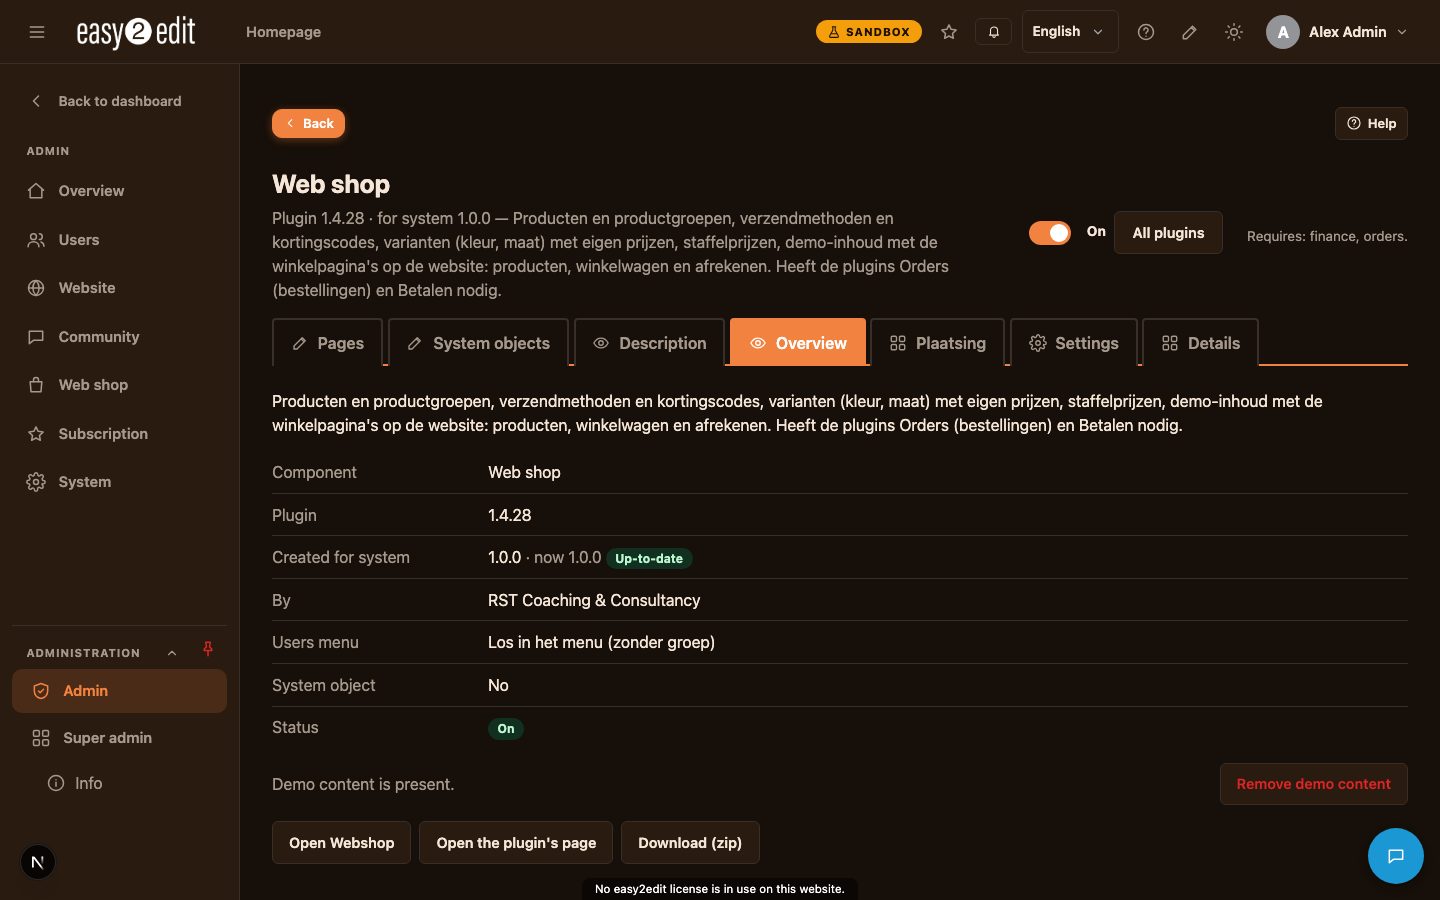 easy2edit
Homepage
SANDBOX
English
A
Alex Admin
Back to dashboard
ADMIN
Overview
Users
Website
Community
Web shop
Subscription
System
ADMINISTRATION
Admin
Super admin
Info
N
Back
Help
Web shop
Plugin 1.4.28 · for system 1.0.0 — Producten en productgroepen, verzendmethoden en
kortingscodes, varianten (kleur, maat) met eigen prijzen, staffelprijzen, demo-inhoud met de
winkelpagina's op de website: producten, winkelwagen en afrekenen. Heeft de plugins Orders
(bestellingen) en Betalen nodig.
On
All plugins
Requires: finance, orders.
Pages
System objects
Description
Overview
Plaatsing
Settings
Details
Producten en productgroepen, verzendmethoden en kortingscodes, varianten (kleur, maat) met eigen prijzen, staffelprijzen, demo-inhoud met de
winkelpagina's op de website: producten, winkelwagen en afrekenen. Heeft de plugins Orders (bestellingen) en Betalen nodig.
Component Web shop
Plugin 1.4.28
Created for system 1.0.0 · now 1.0.0 Up-to-date
By RST Coaching & Consultancy
Users menu Los in het menu (zonder groep)
System object No
Status On
Demo content is present.
Remove demo content
Open Webshop
Open the plugin's page
Download (zip)
No easy2edit license is in use on this website.